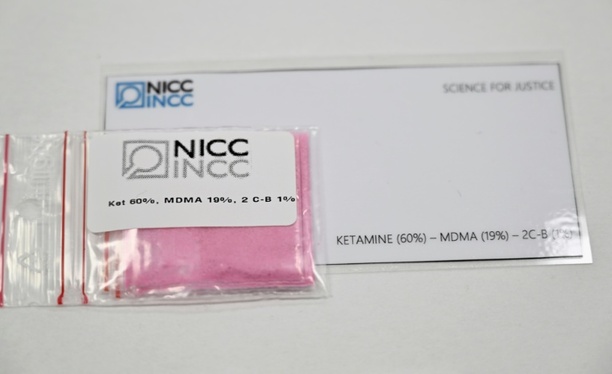 NICC
INCC
SCIENCE FOR JUSTICE
NICC
INCC
Ket 60%, MDMA 19%, 2 C-B 1%
KETAMINE (60%) – MDMA (19%) – 2C-B